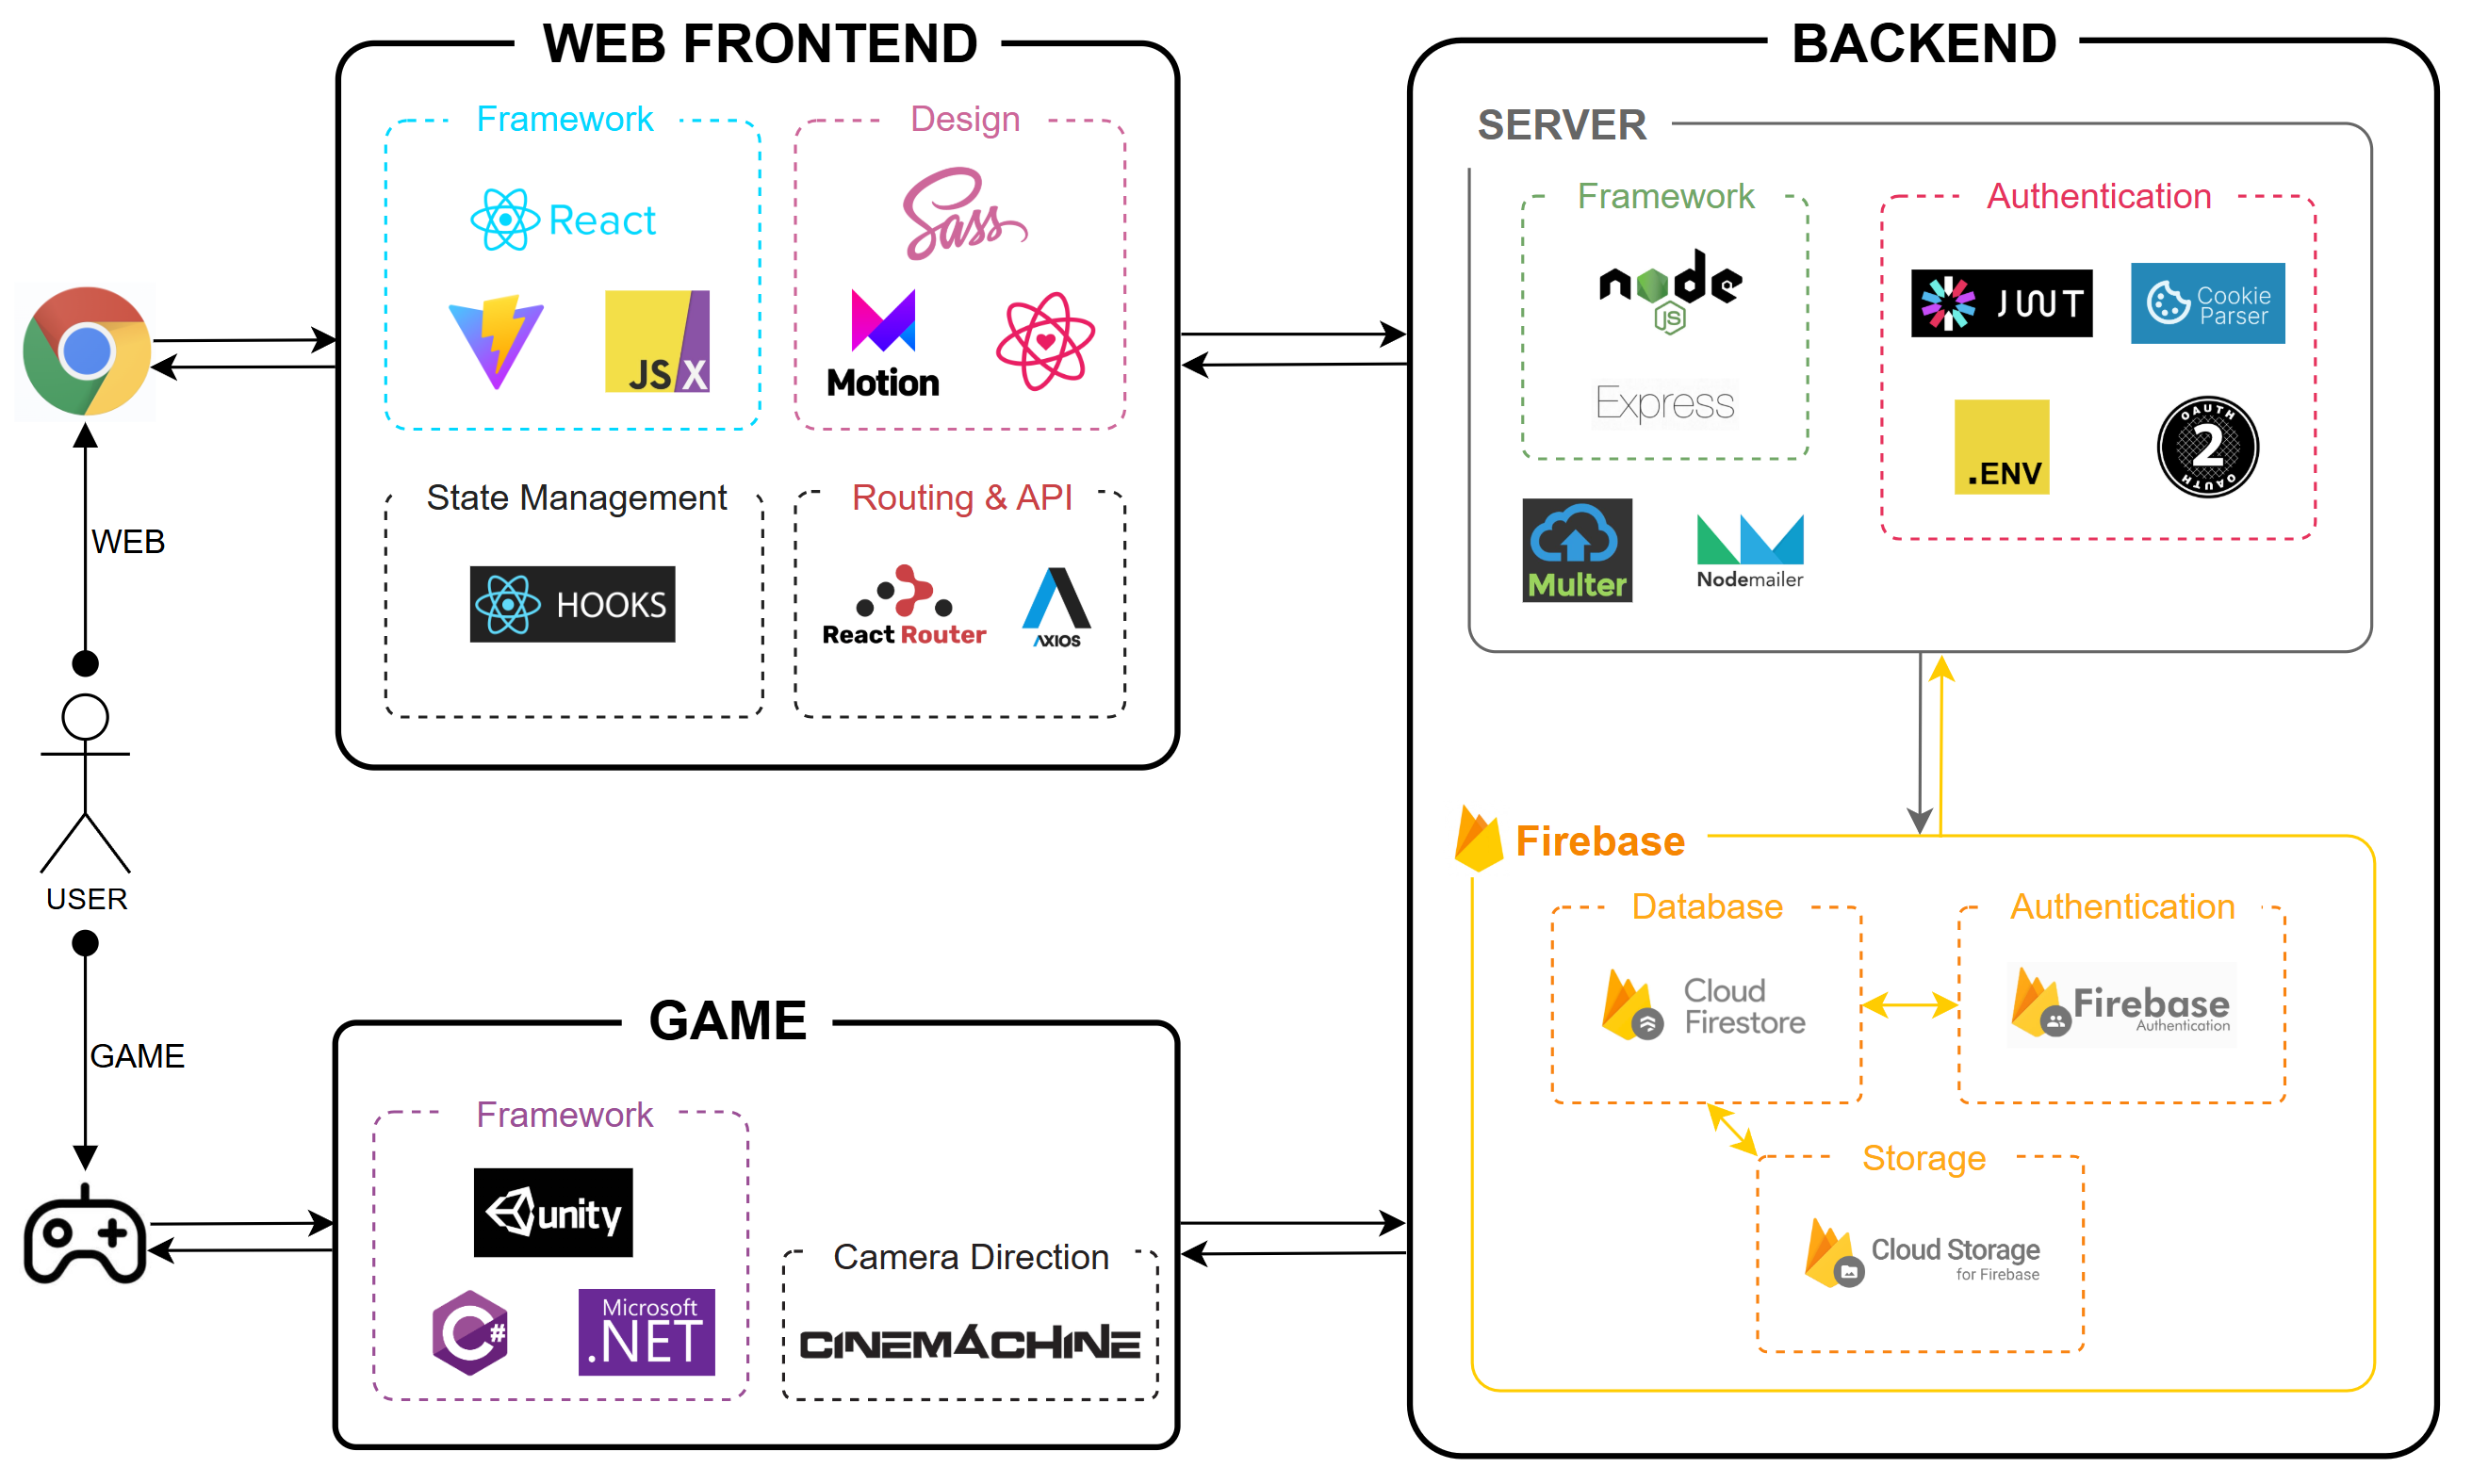 WEB FRONTEND
Framework
React
JS X
Design
Sass
Motion
State Management
HOOKS
Routing & API
React Router
AXIOS
WEB
USER
GAME
GAME
Framework
unity
C#
Microsoft
.NET
Camera Direction
CINEMACHINE
BACKEND
SERVER
Framework
node
JS
Express
Authentication
JWT
Cookie
Parser
.ENV
OAUTH
2
OAUTH
Multer
Nodemailer
Firebase
Database
Cloud
Firestore
Authentication
Firebase
Authentication
Storage
Cloud Storage
for Firebase